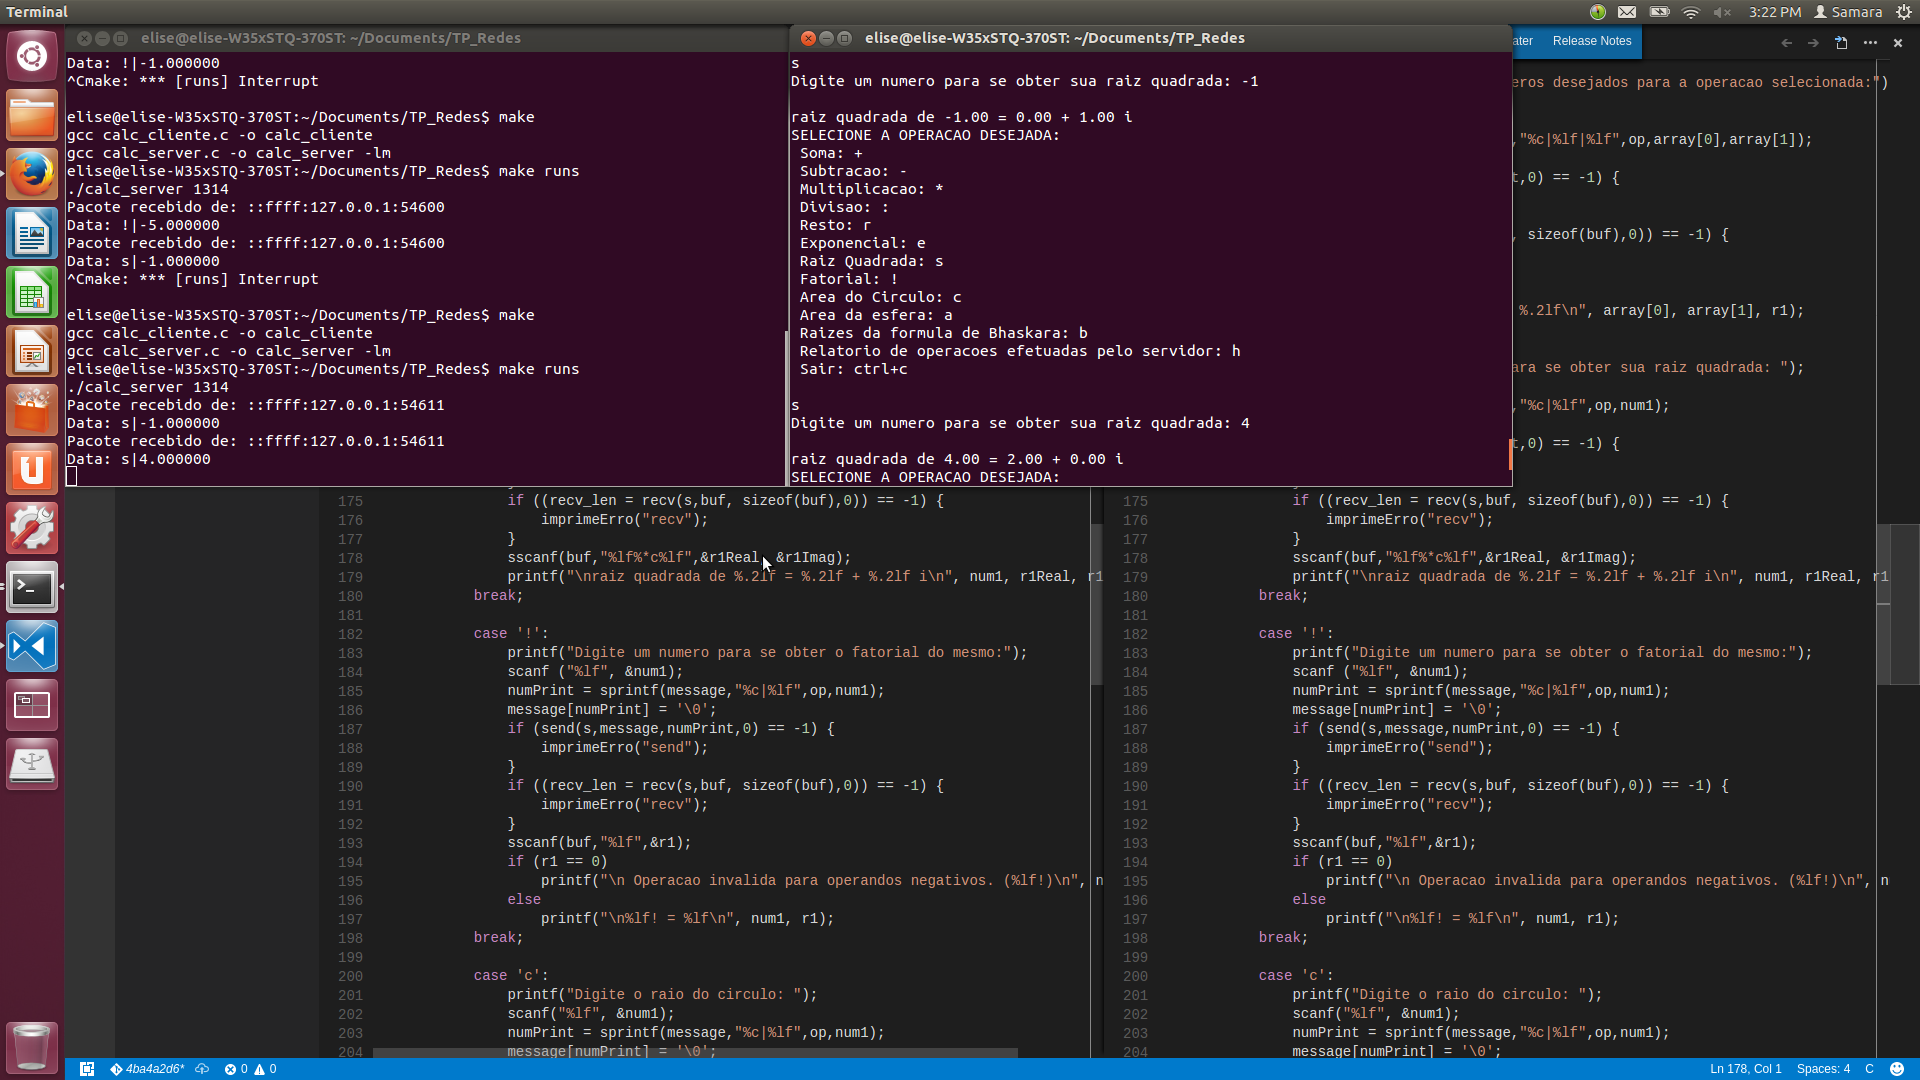 Terminal
3:22 PM
Samara
elise@elise-W35xSTQ-370ST: ~/Documents/TP_Redes
Data: !|-1.000000
^Cmake: *** [runs] Interrupt
elise@elise-W35xSTQ-370ST:~/Documents/TP_Redes$ make
gcc calc_cliente.c -o calc_cliente
gcc calc_server.c -o calc_server -lm
elise@elise-W35xSTQ-370ST:~/Documents/TP_Redes$ make runs
./calc_server 1314
Pacote recebido de: ::ffff:127.0.0.1:54600
Data: !|-5.000000
Pacote recebido de: ::ffff:127.0.0.1:54600
Data: s|-1.000000
^Cmake: *** [runs] Interrupt
elise@elise-W35xSTQ-370ST:~/Documents/TP_Redes$ make
gcc calc_cliente.c -o calc_cliente
gcc calc_server.c -o calc_server -lm
elise@elise-W35xSTQ-370ST:~/Documents/TP_Redes$ make runs
./calc_server 1314
Pacote recebido de: ::ffff:127.0.0.1:54611
Data: s|-1.000000
Pacote recebido de: ::ffff:127.0.0.1:54611
Data: s|4.000000
elise@elise-W35xSTQ-370ST: ~/Documents/TP_Redes
s
Digite um numero para se obter sua raiz quadrada: -1
raiz quadrada de -1.00 = 0.00 + 1.00 i
SELECIONE A OPERACAO DESEJADA:
Soma: +
Subtracao: -
Multiplicacao: *
Divisao: :
Resto: r
Exponencial: e
Raiz Quadrada: s
Fatorial: !
Area do Circulo: c
Area da esfera: a
Raizes da formula de Bhaskara: b
Relatorio de operacoes efetuadas pelo servidor: h
Sair: ctrl+c
s
Digite um numero para se obter sua raiz quadrada: 4
raiz quadrada de 4.00 = 2.00 + 0.00 i
SELECIONE A OPERACAO DESEJADA:
ater Release Notes
eros desejados para a operacao selecionada:")
,"%c|%lf|%lf",op,array[0],array[1]);
t,0) == -1) {
, sizeof(buf),0)) == -1) {
%.2lf\n", array[0], array[1], r1);
ara se obter sua raiz quadrada: ");
,"%c|%lf",op,num1);
t,0) == -1) {
175 if ((recv_len = recv(s,buf, sizeof(buf),0)) == -1) {
176 imprimeErro("recv");
177 }
178 sscanf(buf,"%lf%*c%lf",&r1Real, &r1Imag);
179 printf("\nraiz quadrada de %.2lf = %.2lf + %.2lf i\n", num1, r1Real, r1
180 break;
181
182 case '!':
183 printf("Digite um numero para se obter o fatorial do mesmo:");
184 scanf ("%lf", &num1);
185 numPrint = sprintf(message,"%c|%lf",op,num1);
186 message[numPrint] = '\0';
187 if (send(s,message,numPrint,0) == -1) {
188 imprimeErro("send");
189 }
190 if ((recv_len = recv(s,buf, sizeof(buf),0)) == -1) {
191 imprimeErro("recv");
192 }
193 sscanf(buf,"%lf",&r1);
194 if (r1 == 0)
195 printf("\n Operacao invalida para operandos negativos. (%lf!)\n", n
196 else
197 printf("\n%lf! = %lf\n", num1, r1);
198 break;
199
200 case 'c':
201 printf("Digite o raio do circulo: ");
202 scanf("%lf", &num1);
203 numPrint = sprintf(message,"%c|%lf",op,num1);
204 message[numPrint] = '\0';
175 if ((recv_len = recv(s,buf, sizeof(buf),0)) == -1) {
176 imprimeErro("recv");
177 }
178 sscanf(buf,"%lf%*c%lf",&r1Real, &r1Imag);
179 printf("\nraiz quadrada de %.2lf = %.2lf + %.2lf i\n", num1, r1Real, r1
180 break;
181
182 case '!':
183 printf("Digite um numero para se obter o fatorial do mesmo:");
184 scanf ("%lf", &num1);
185 numPrint = sprintf(message,"%c|%lf",op,num1);
186 message[numPrint] = '\0';
187 if (send(s,message,numPrint,0) == -1) {
188 imprimeErro("send");
189 }
190 if ((recv_len = recv(s,buf, sizeof(buf),0)) == -1) {
191 imprimeErro("recv");
192 }
193 sscanf(buf,"%lf",&r1);
194 if (r1 == 0)
195 printf("\n Operacao invalida para operandos negativos. (%lf!)\n", n
196 else
197 printf("\n%lf! = %lf\n", num1, r1);
198 break;
199
200 case 'c':
201 printf("Digite o raio do circulo: ");
202 scanf("%lf", &num1);
203 numPrint = sprintf(message,"%c|%lf",op,num1);
204 message[numPrint] = '\0';
4ba4a2d6* 0 0
Ln 178, Col 1 Spaces: 4 C